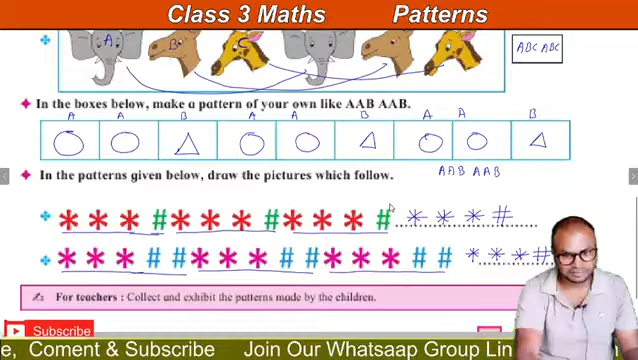 Class 3 Maths Patterns
A B C
ABC ABC
In the boxes below, make a pattern of your own like AAB AAB.
A A B A A B A A B
AAB AAB
In the patterns given below, draw the pictures which follow.
* * * # * * * # * * * # * * * #
* * * # # * * * # # * * * # # * * * #
For teachers : Collect and exhibit the patterns made by the children.
Subscribe
e, Coment & Subscribe Join Our Whatsaap Group Lin